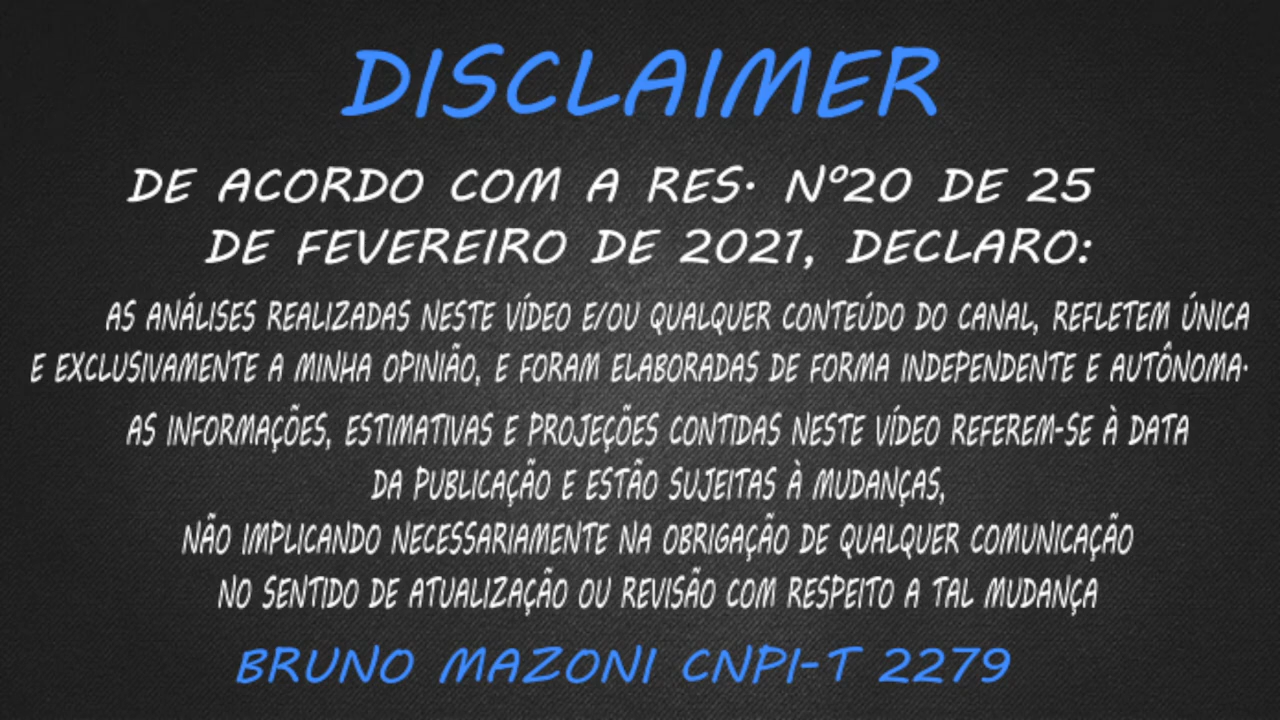 DISCLAIMER
DE ACORDO COM A RES. Nº20 DE 25
DE FEVEREIRO DE 2021, DECLARO:
AS ANÁLISES REALIZADAS NESTE VÍDEO E/OU QUALQUER CONTEÚDO DO CANAL, REFLETEM ÚNICA
E EXCLUSIVAMENTE A MINHA OPINIÃO, E FORAM ELABORADAS DE FORMA INDEPENDENTE E AUTÔNOMA.
AS INFORMAÇÕES, ESTIMATIVAS E PROJEÇÕES CONTIDAS NESTE VÍDEO REFEREM-SE À DATA
DA PUBLICAÇÃO E ESTÃO SUJEITAS À MUDANÇAS,
NÃO IMPLICANDO NECESSARIAMENTE NA OBRIGAÇÃO DE QUALQUER COMUNICAÇÃO
NO SENTIDO DE ATUALIZAÇÃO OU REVISÃO COM RESPEITO A TAL MUDANÇA
BRUNO MAZONI CNPI-T 2279